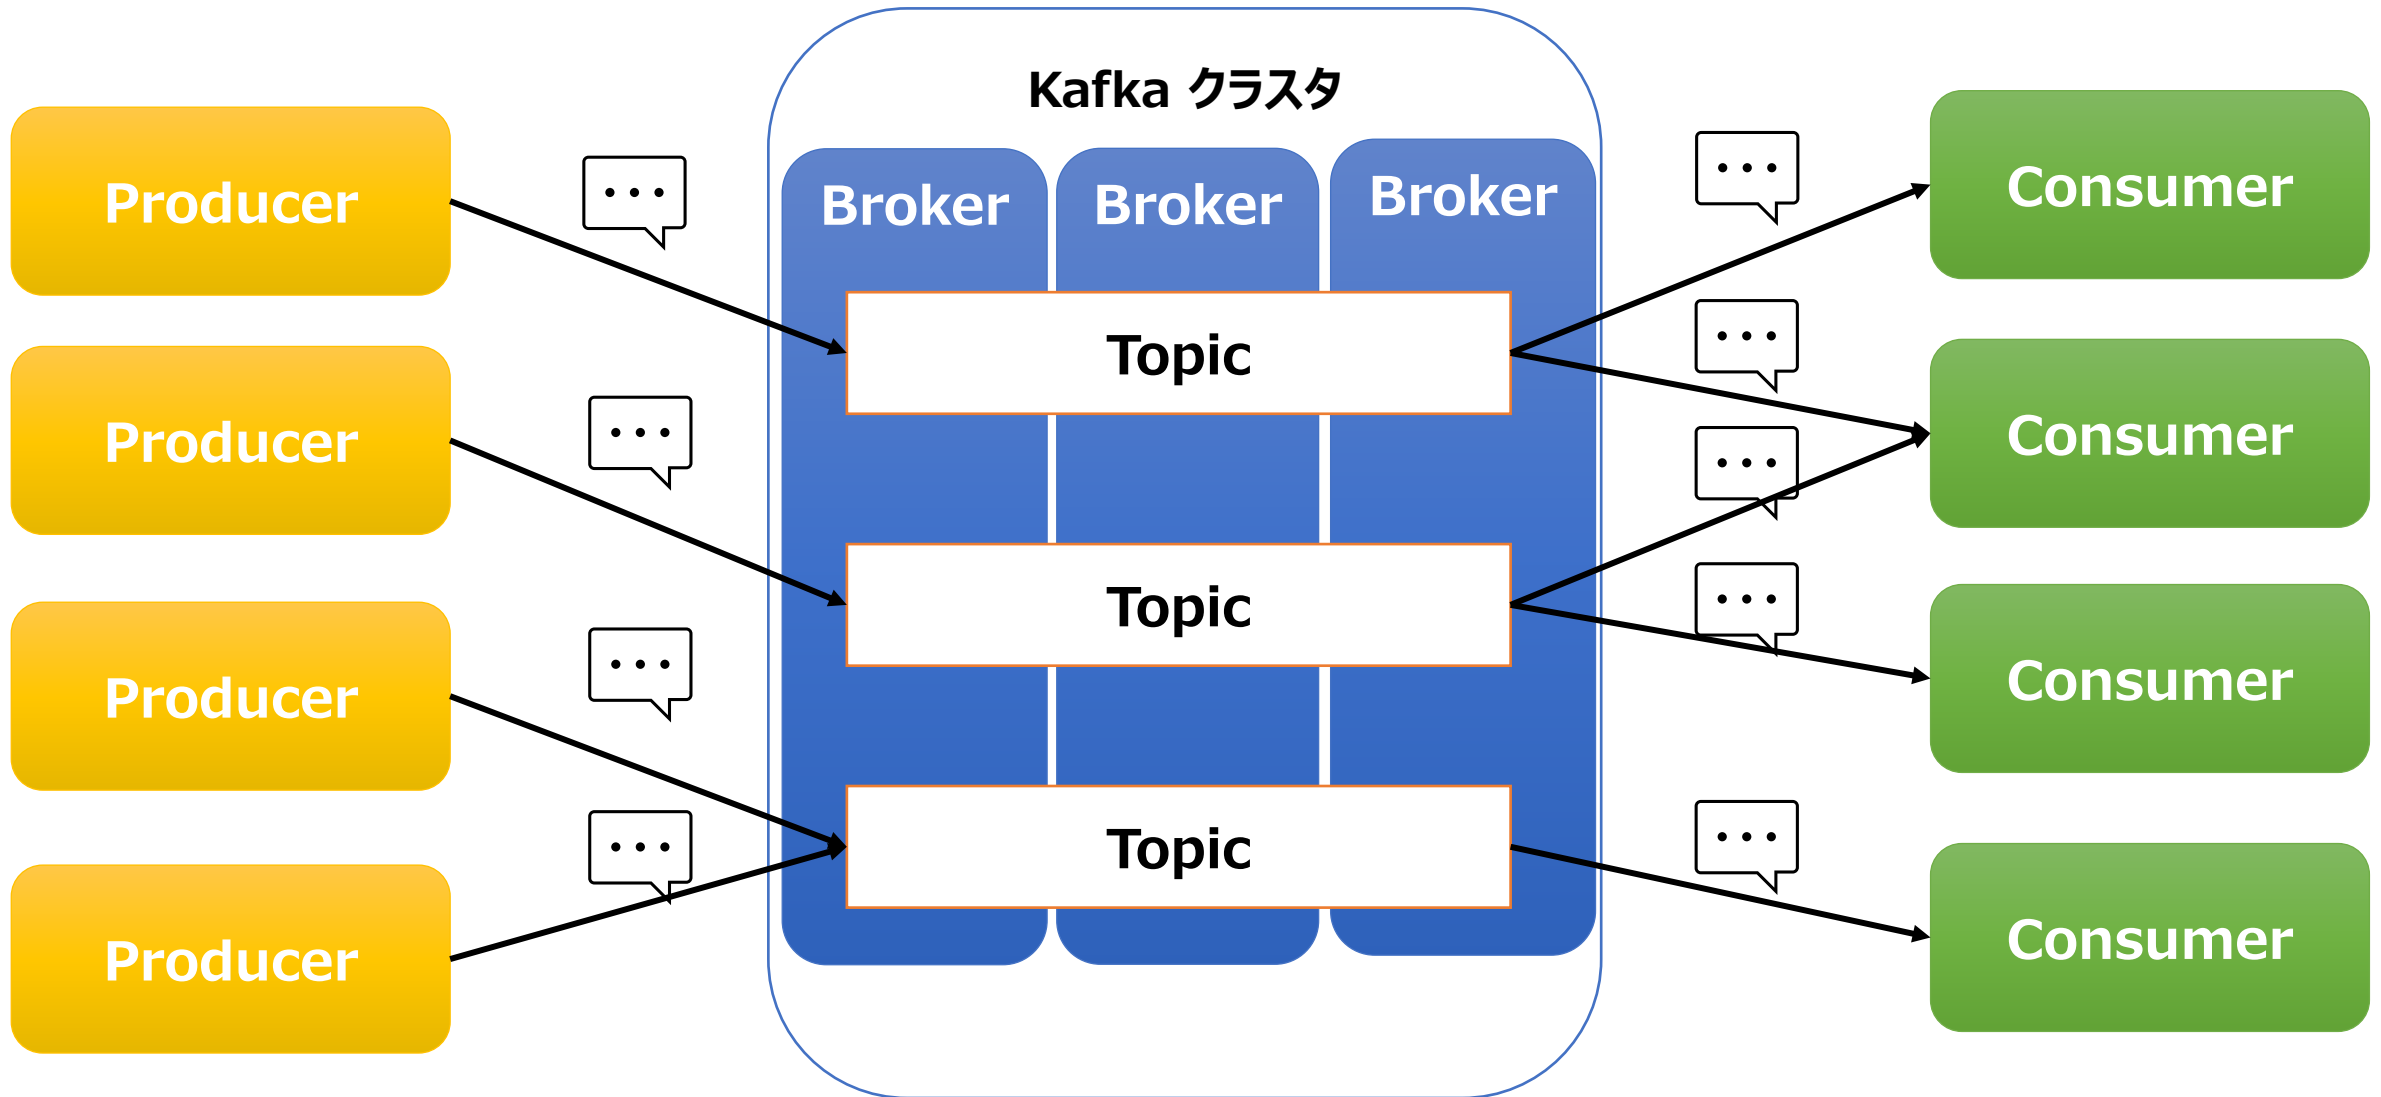 Kafka クラスタ
Producer
Producer
Producer
Producer
Broker
Broker
Broker
Topic
Topic
Topic
Consumer
Consumer
Consumer
Consumer